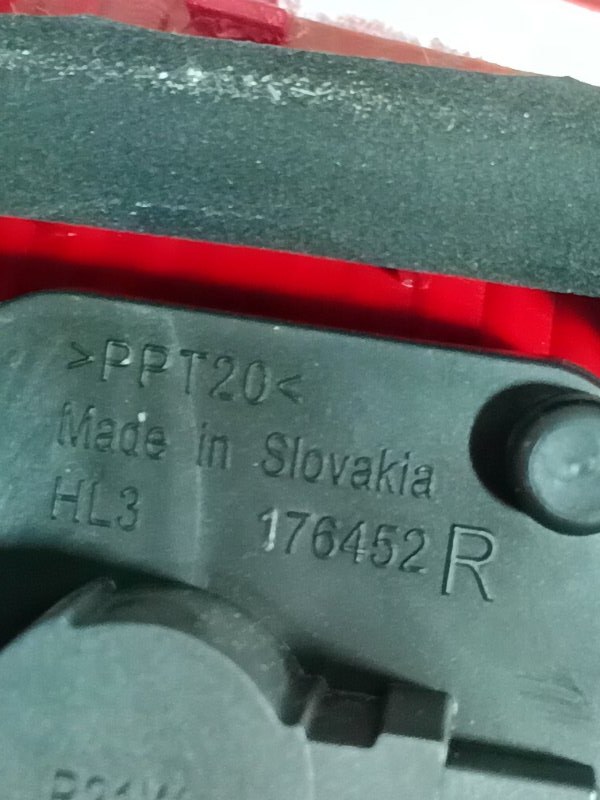 >PPT20<
Made in Slovakia
HL3 176452 R